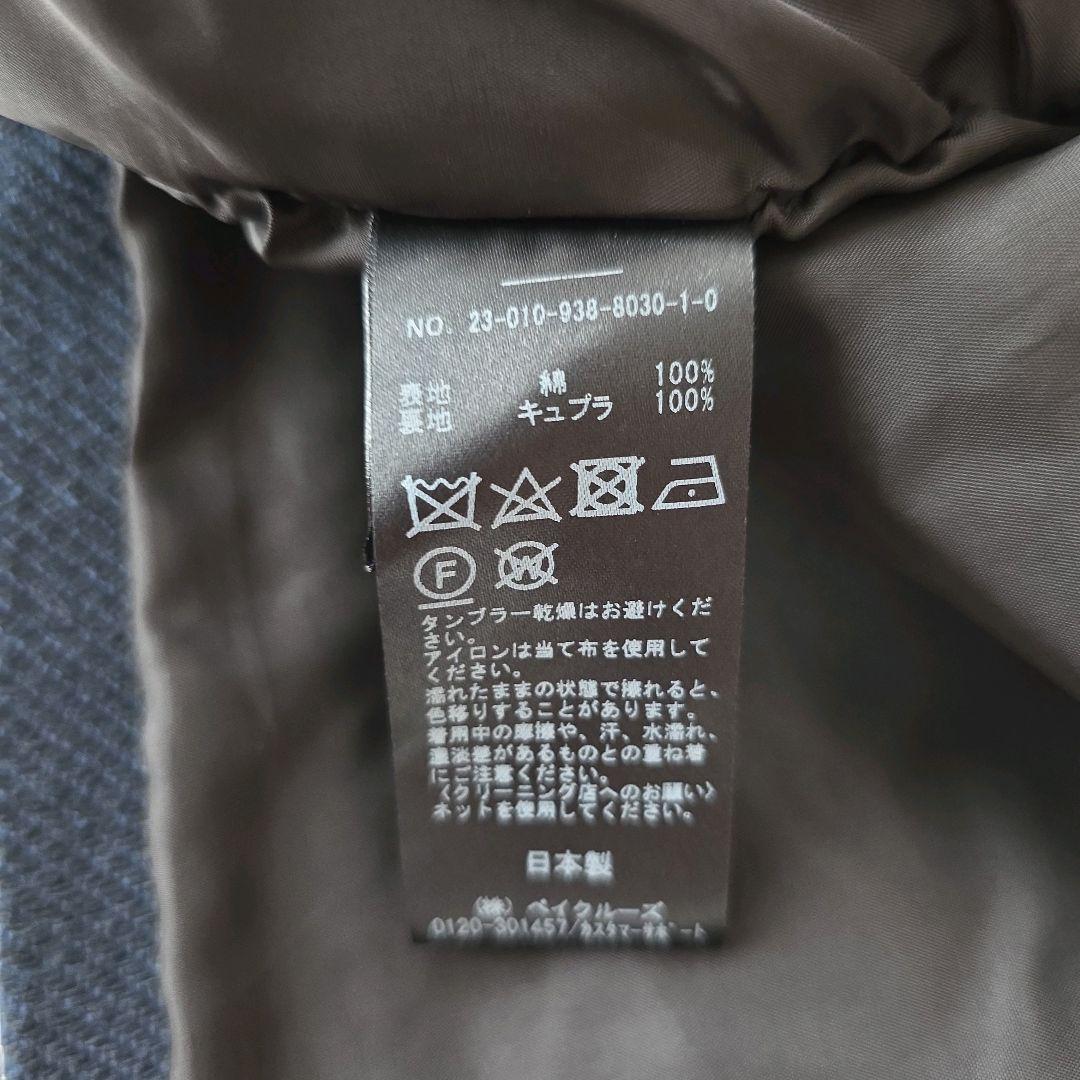 NO. 23-010-938-8030-1-0
表地 綿 100%
裏地 キュプラ 100%
F W
タンブラー乾燥はお避けくだ
さい。
アイロンは当て布を使用して
ください。
濡れたままの状態で擦れると、
色移りすることがあります。
着用中の摩擦や、汗、水濡れ、
濃淡差があるものとの重ね着
にご注意ください。
〈クリーニング店へのお願い〉
ネットを使用してください。
日本製
(株) ベイクルーズ
0120-301457/カスタマーサポート